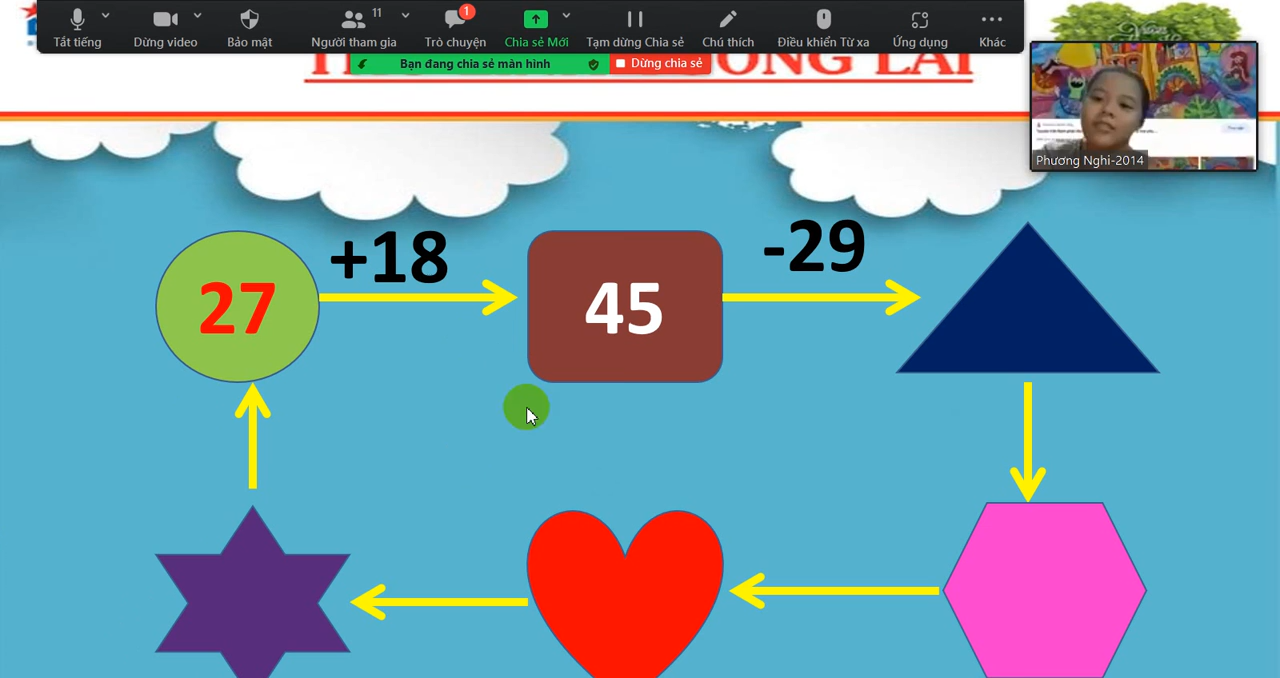 11
1
Tắt tiếng
Dừng video
Bảo mật
Người tham gia
Trò chuyện
Chia sẻ Mới
Tạm dừng Chia sẻ
Chú thích
Điều khiển Từ xa
Ứng dụng
Khác
Bạn đang chia sẻ màn hình
Dừng chia sẻ
Phương Nghi-2014
+18
-29
27
45